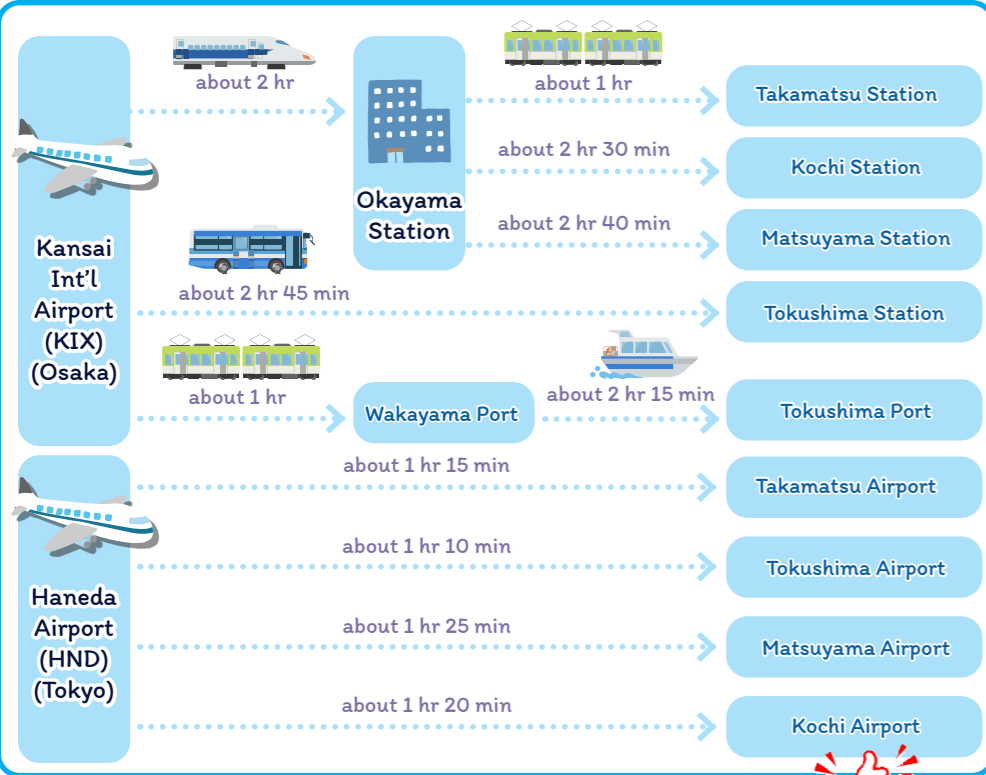 about 2 hr
about 1 hr
Takamatsu Station
about 2 hr 30 min
Kochi Station
Okayama
Station
about 2 hr 40 min
Matsuyama Station
Kansai
Int'l
Airport
(KIX)
(Osaka)
about 2 hr 45 min
Tokushima Station
about 1 hr
Wakayama Port
about 2 hr 15 min
Tokushima Port
Haneda
Airport
(HND)
(Tokyo)
about 1 hr 15 min
Takamatsu Airport
about 1 hr 10 min
Tokushima Airport
about 1 hr 25 min
Matsuyama Airport
about 1 hr 20 min
Kochi Airport